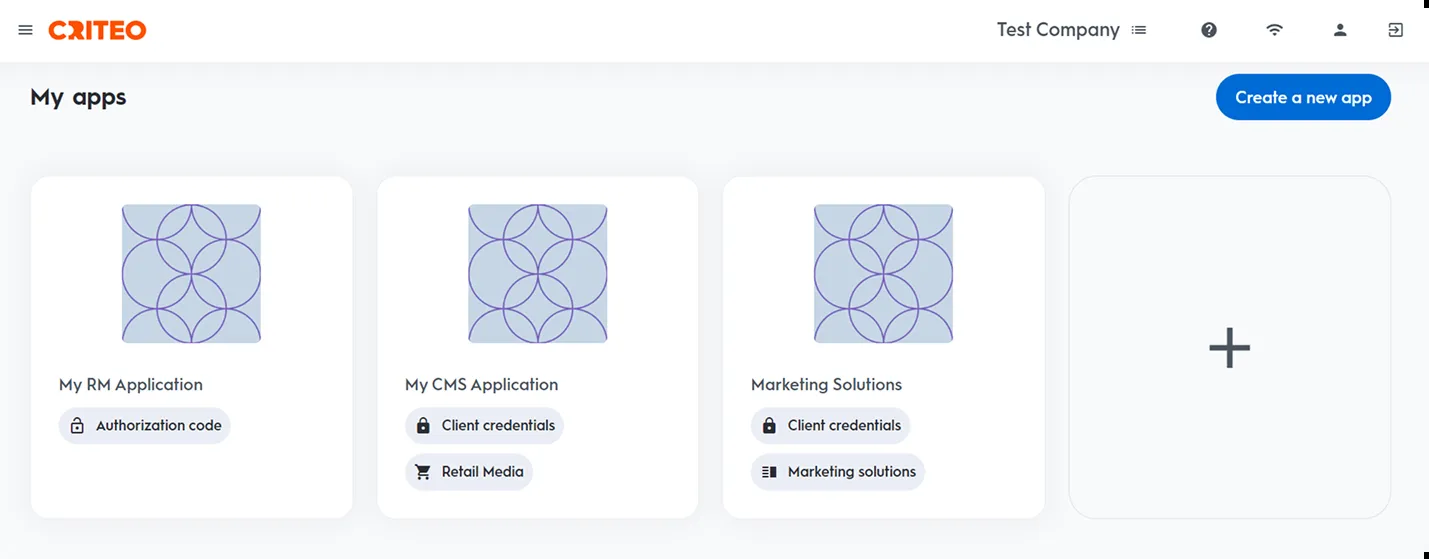 CRITEO
Test Company
My apps
Create a new app
My RM Application
Authorization code
My CMS Application
Client credentials
Retail Media
Marketing Solutions
Client credentials
Marketing solutions